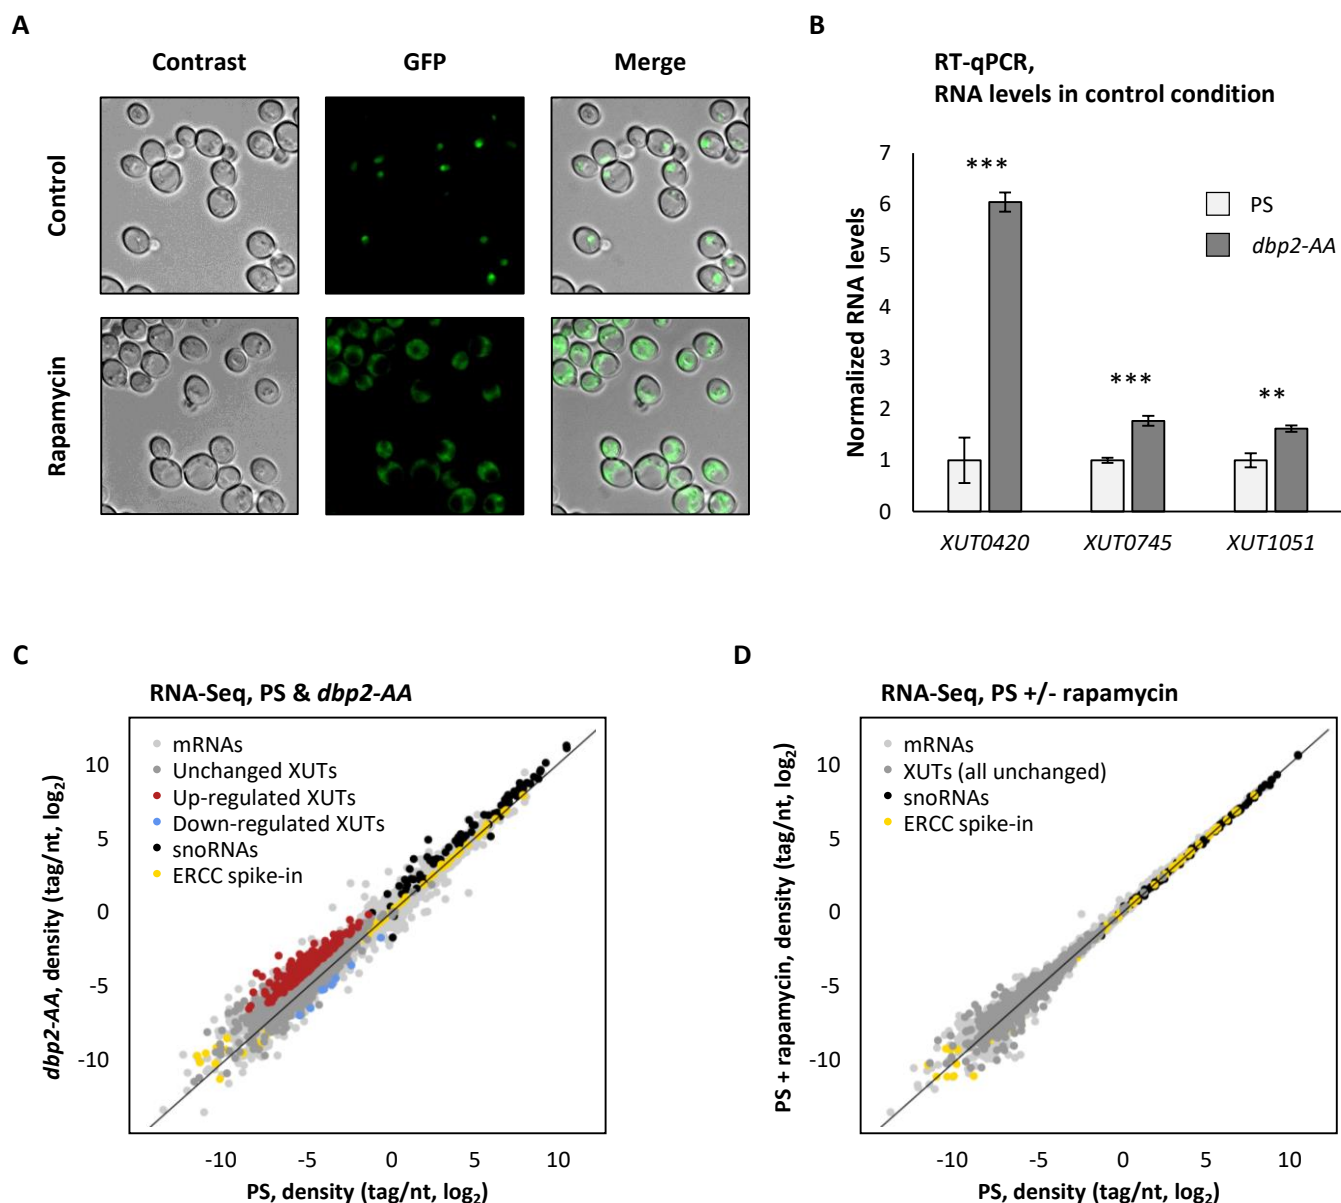 A
Contrast
GFP
Merge
Control
Rapamycin
B
RT-qPCR,
RNA levels in control condition
Normalized RNA levels
7
6
5
4
3
2
1
0
***
***
**
PS
dbp2-AA
XUT0420
XUT0745
XUT1051
C
RNA-Seq, PS & dbp2-AA
mRNAs
Unchanged XUTs
Up-regulated XUTs
Down-regulated XUTs
snoRNAs
ERCC spike-in
dbp2-AA, density (tag/nt, log₂)
10
5
0
-5
-10
-10 -5 0 5 10
PS, density (tag/nt, log₂)
D
RNA-Seq, PS +/- rapamycin
mRNAs
XUTs (all unchanged)
snoRNAs
ERCC spike-in
PS + rapamycin, density (tag/nt, log₂)
10
5
0
-5
-10
-10 -5 0 5 10
PS, density (tag/nt, log₂)